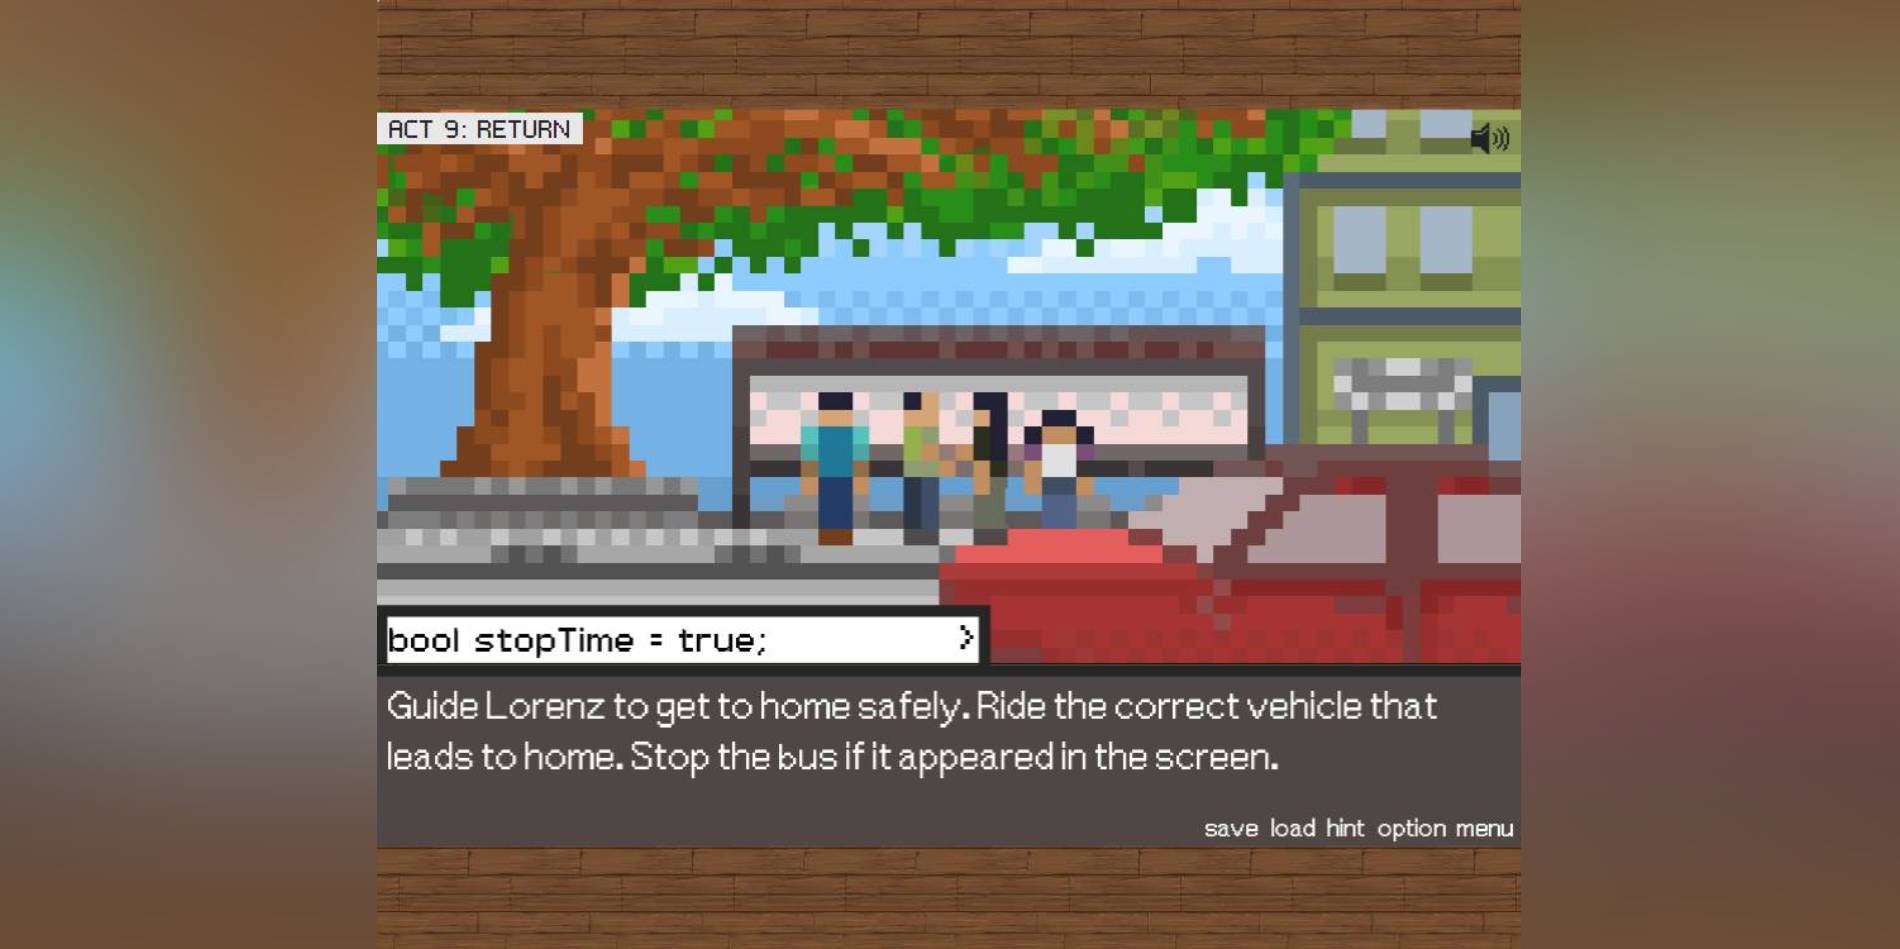 ACT 9: RETURN
bool stopTime = true; >
Guide Lorenz to get to home safely. Ride the correct vehicle that
leads to home. Stop the bus if it appeared in the screen.
save load hint option menu